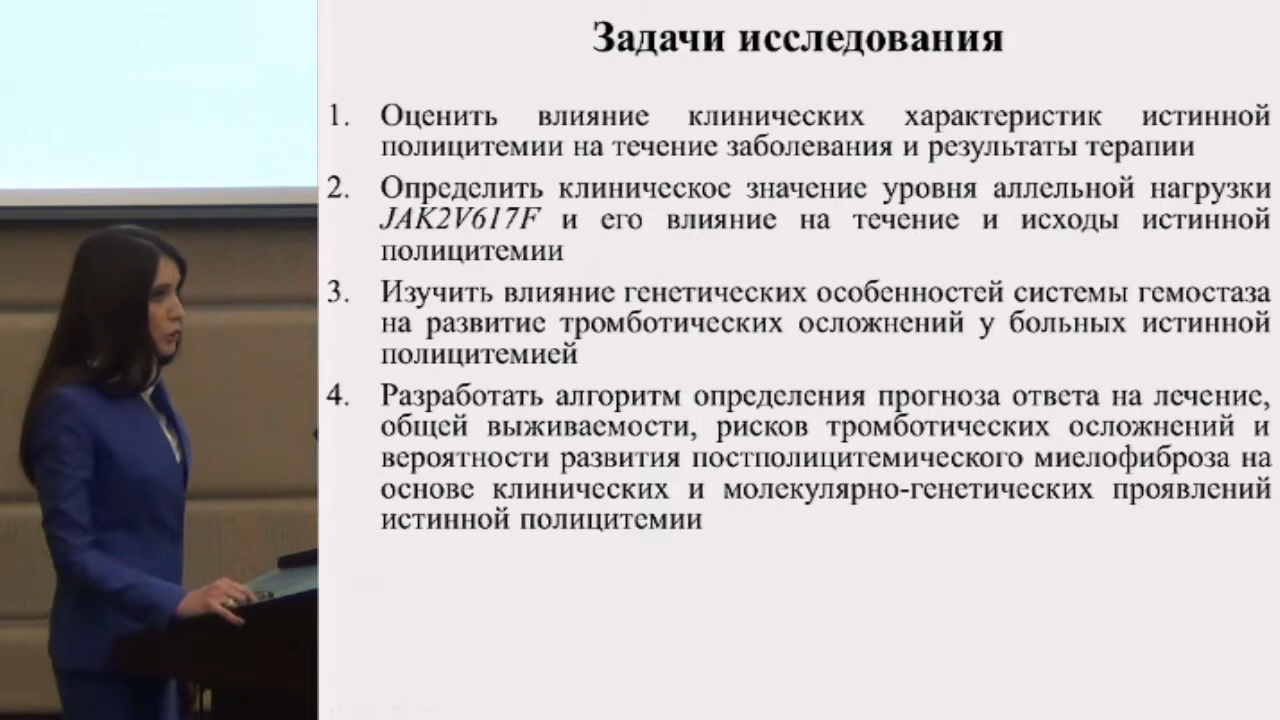 Задачи исследования
1. Оценить влияние клинических характеристик истинной
полицитемии на течение заболевания и результаты терапии
2. Определить клиническое значение уровня аллельной нагрузки
JAK2V617F и его влияние на течение и исходы истинной
полицитемии
3. Изучить влияние генетических особенностей системы гемостаза
на развитие тромботических осложнений у больных истинной
полицитемией
4. Разработать алгоритм определения прогноза ответа на лечение,
общей выживаемости, рисков тромботических осложнений и
вероятности развития постполицитемического миелофиброза на
основе клинических и молекулярно-генетических проявлений
истинной полицитемии